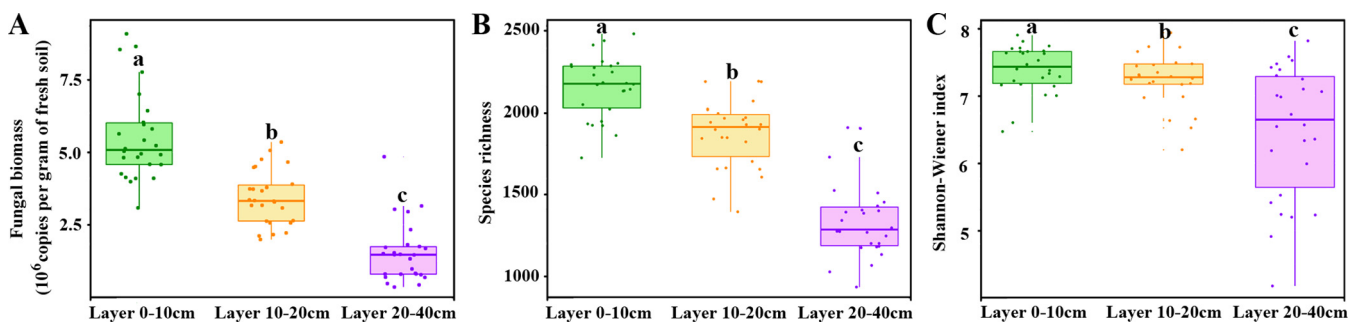 A
Fungal biomass
(10⁶ copies per gram of fresh soil)
7.5
5.0
2.5
a
b
c
Layer 0-10cm Layer 10-20cm Layer 20-40cm
B
Species richness
2500
2000
1500
1000
a
b
c
Layer 0-10cm Layer 10-20cm Layer 20-40cm
C
Shannon-Wiener index
8
7
6
5
a
b
c
Layer 0-10cm Layer 10-20cm Layer 20-40cm